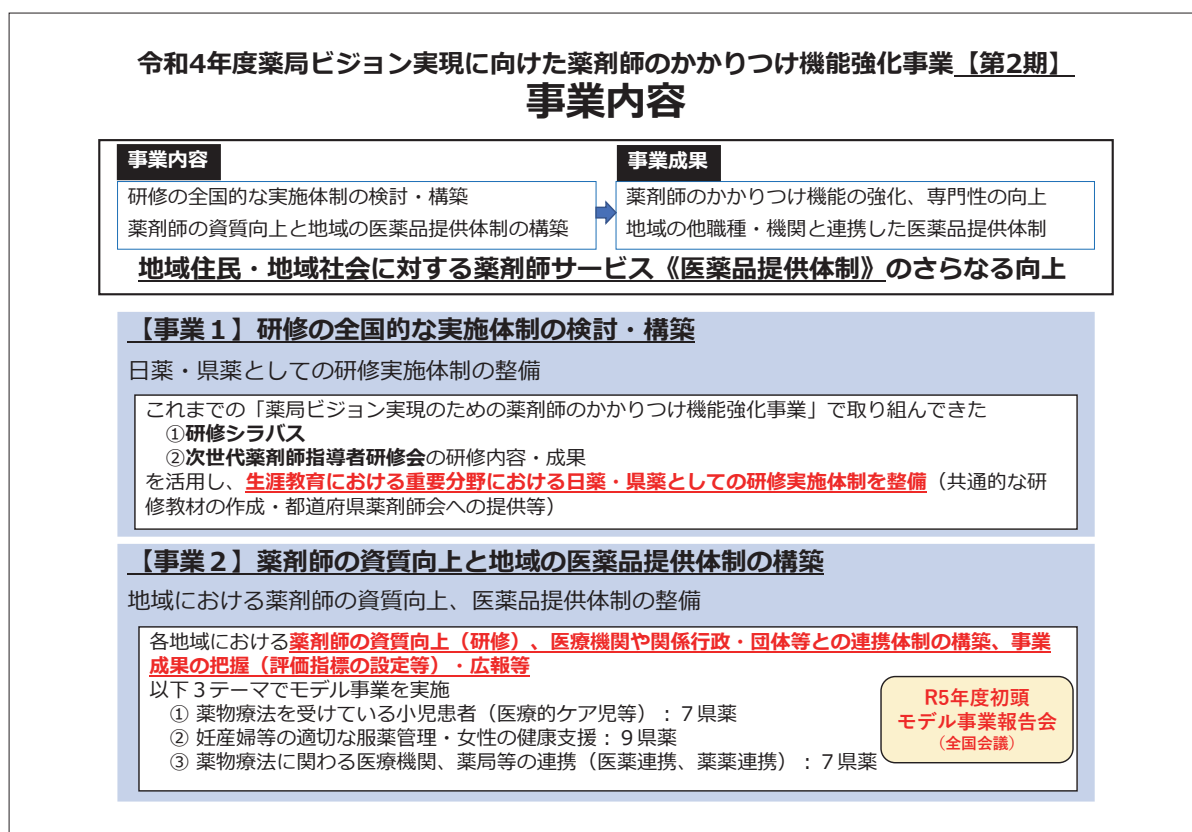 令和4年度薬局ビジョン実現に向けた薬剤師のかかりつけ機能強化事業【第2期】
事業内容
事業内容
研修の全国的な実施体制の検討・構築
薬剤師の資質向上と地域の医薬品提供体制の構築
事業成果
薬剤師のかかりつけ機能の強化、専門性の向上
地域の他職種・機関と連携した医薬品提供体制
地域住民・地域社会に対する薬剤師サービス《医薬品提供体制》のさらなる向上
【事業1】研修の全国的な実施体制の検討・構築
日薬・県薬としての研修実施体制の整備
これまでの「薬局ビジョン実現のための薬剤師のかかりつけ機能強化事業」で取り組んできた
①研修シラバス
②次世代薬剤師指導者研修会の研修内容・成果
を活用し、生涯教育における重要分野における日薬・県薬としての研修実施体制を整備（共通的な研
修教材の作成・都道府県薬剤師会への提供等）
【事業2】薬剤師の資質向上と地域の医薬品提供体制の構築
地域における薬剤師の資質向上、医薬品提供体制の整備
各地域における薬剤師の資質向上（研修）、医療機関や関係行政・団体等との連携体制の構築、事業
成果の把握（評価指標の設定等）・広報等
以下３テーマでモデル事業を実施
① 薬物療法を受けている小児患者（医療的ケア児等）：７県薬
② 妊産婦等の適切な服薬管理・女性の健康支援：９県薬
③ 薬物療法に関わる医療機関、薬局等の連携（医薬連携、薬薬連携）：７県薬
R5年度初頭
モデル事業報告会
（全国会議）